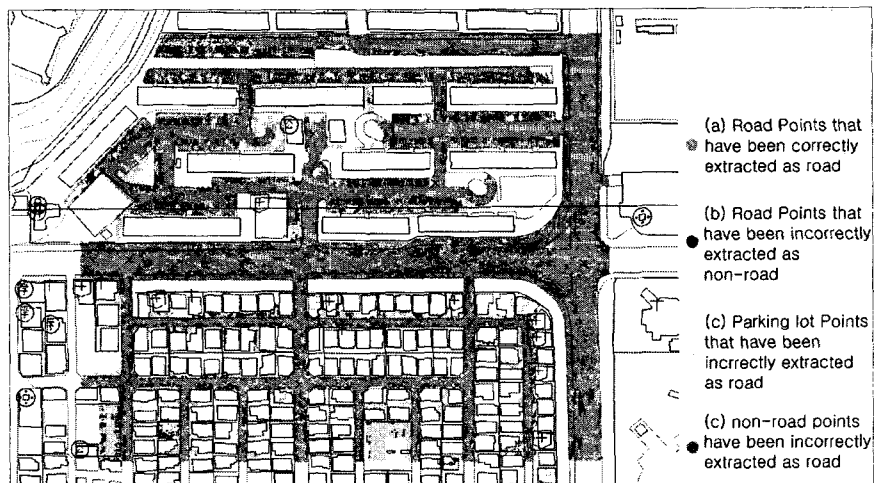 (a) Road Points that
have been correctly
extracted as road
(b) Road Points that
have been incorrectly
extracted as
non-road
(c) Parking lot Points
that have been
incrrectly extracted
as road
(c) non-road points
have been incorrectly
extracted as road